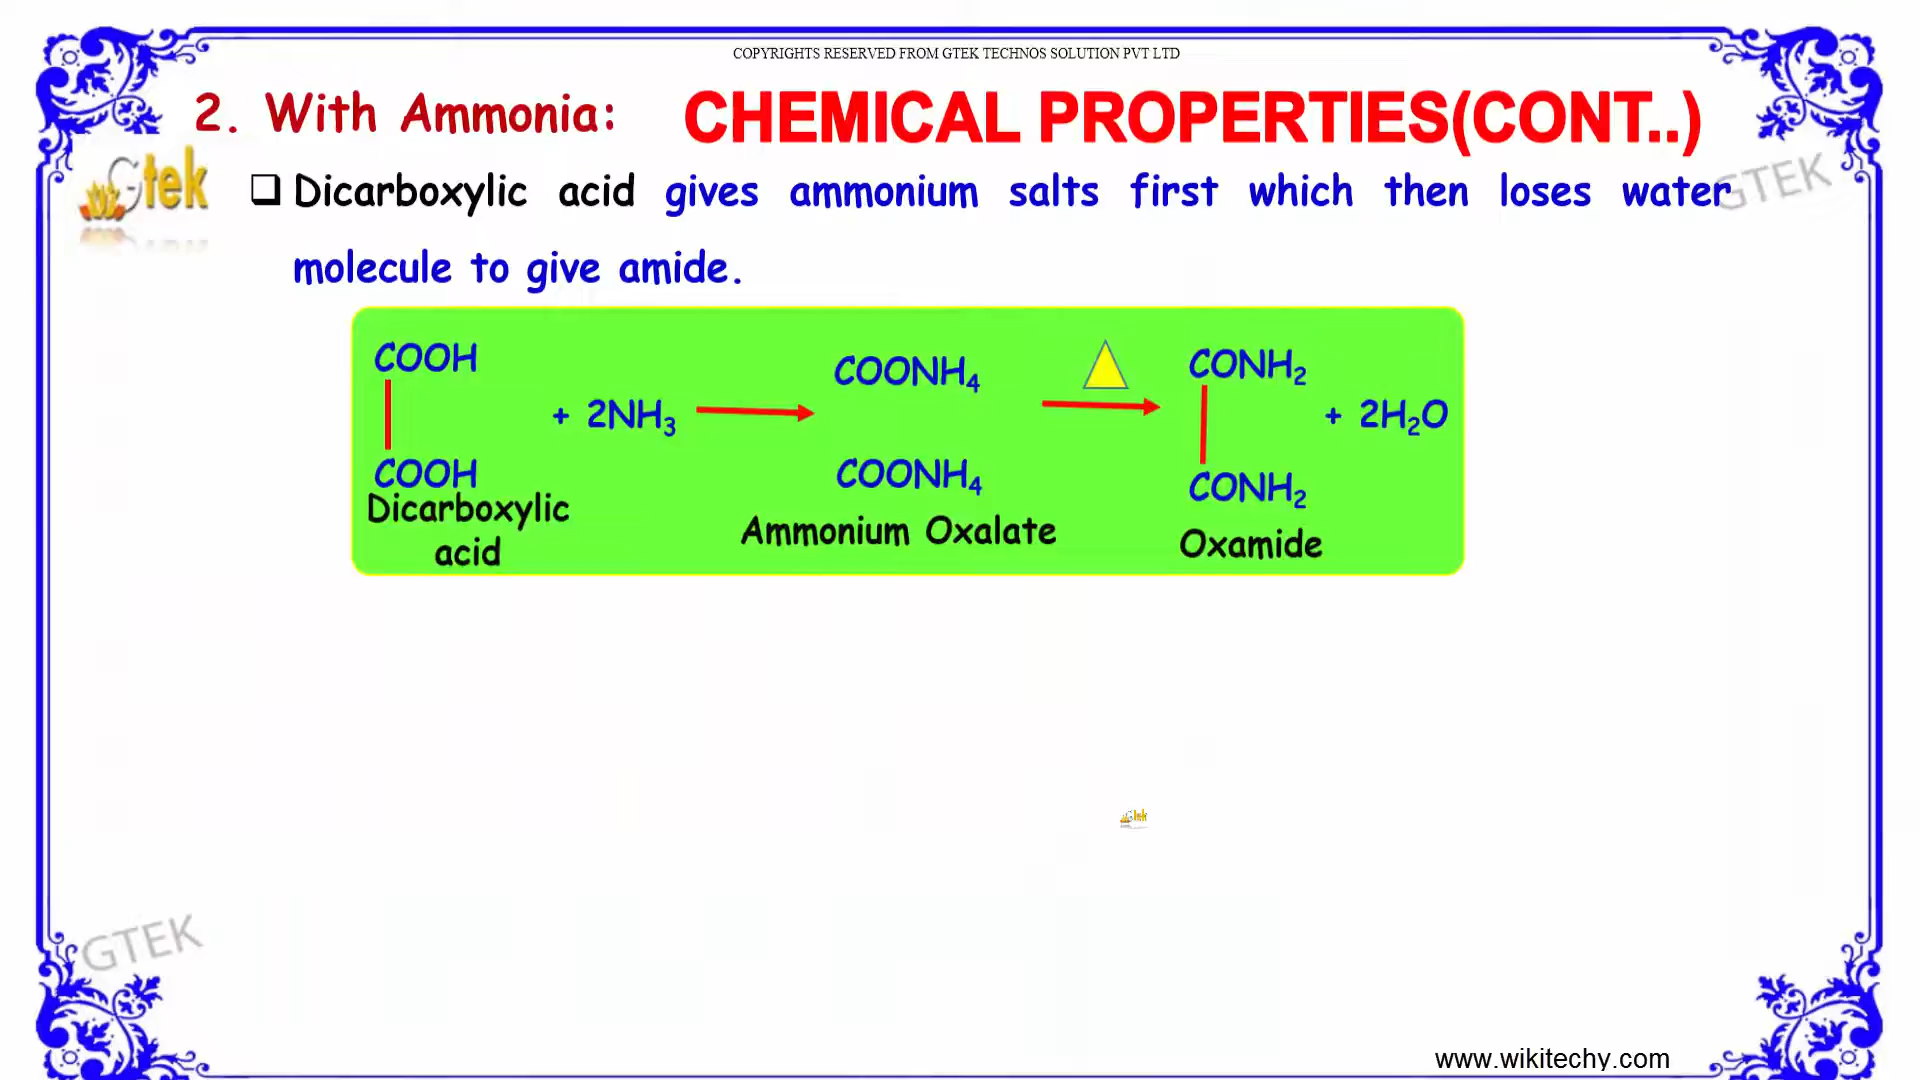 COPYRIGHTS RESERVED FROM GTEK TECHNOS SOLUTION PVT LTD
2. With Ammonia: CHEMICAL PROPERTIES(CONT..)
Gtek
GTEK
❑ Dicarboxylic acid gives ammonium salts first which then loses water
molecule to give amide.
COOH COONH₄ CONH₂
+ 2NH₃ + 2H₂O
COOH COONH₄ CONH₂
Dicarboxylic
acid
Ammonium Oxalate
Oxamide
Gtek
GTEK
www.wikitechy.com